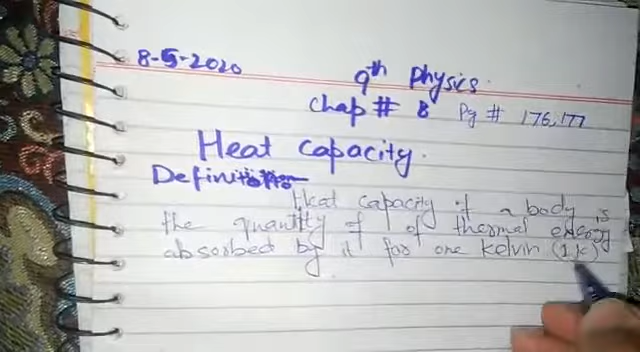 8-5-2020
9th Physics.
Chap # 8 Pg # 176,177
Heat capacity.
Definition
Heat capacity of a body is
the quantity of of thermal energy
absorbed by it for one kelvin (1K)